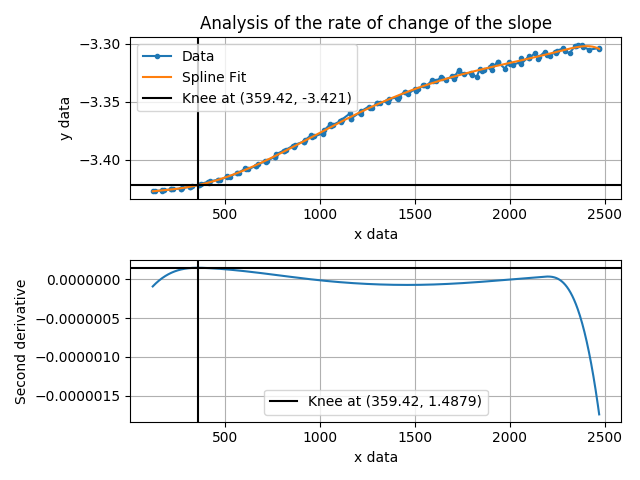 Analysis of the rate of change of the slope
Data
Spline Fit
Knee at (359.42, -3.421)
−3.30
−3.35
−3.40
y data
500
1000
1500
2000
2500
x data
0.0000000
−0.0000005
−0.0000010
−0.0000015
Second derivative
Knee at (359.42, 1.4879)
500
1000
1500
2000
2500
x data